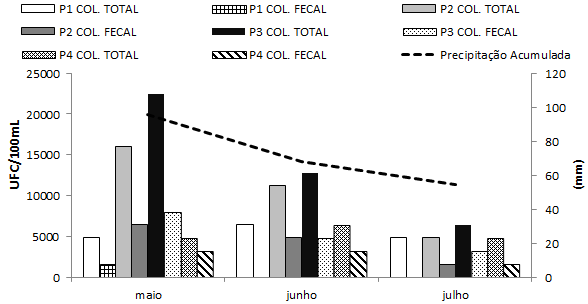 P1 COL. TOTAL P1 COL. FECAL P2 COL. TOTAL
P2 COL. FECAL P3 COL. TOTAL P3 COL. FECAL
P4 COL. TOTAL P4 COL. FECAL Precipitação Acumulada
25000 120
20000 100
15000 80
10000 60
5000 40
0 20
0
UFC/100mL
(mm)
maio junho julho